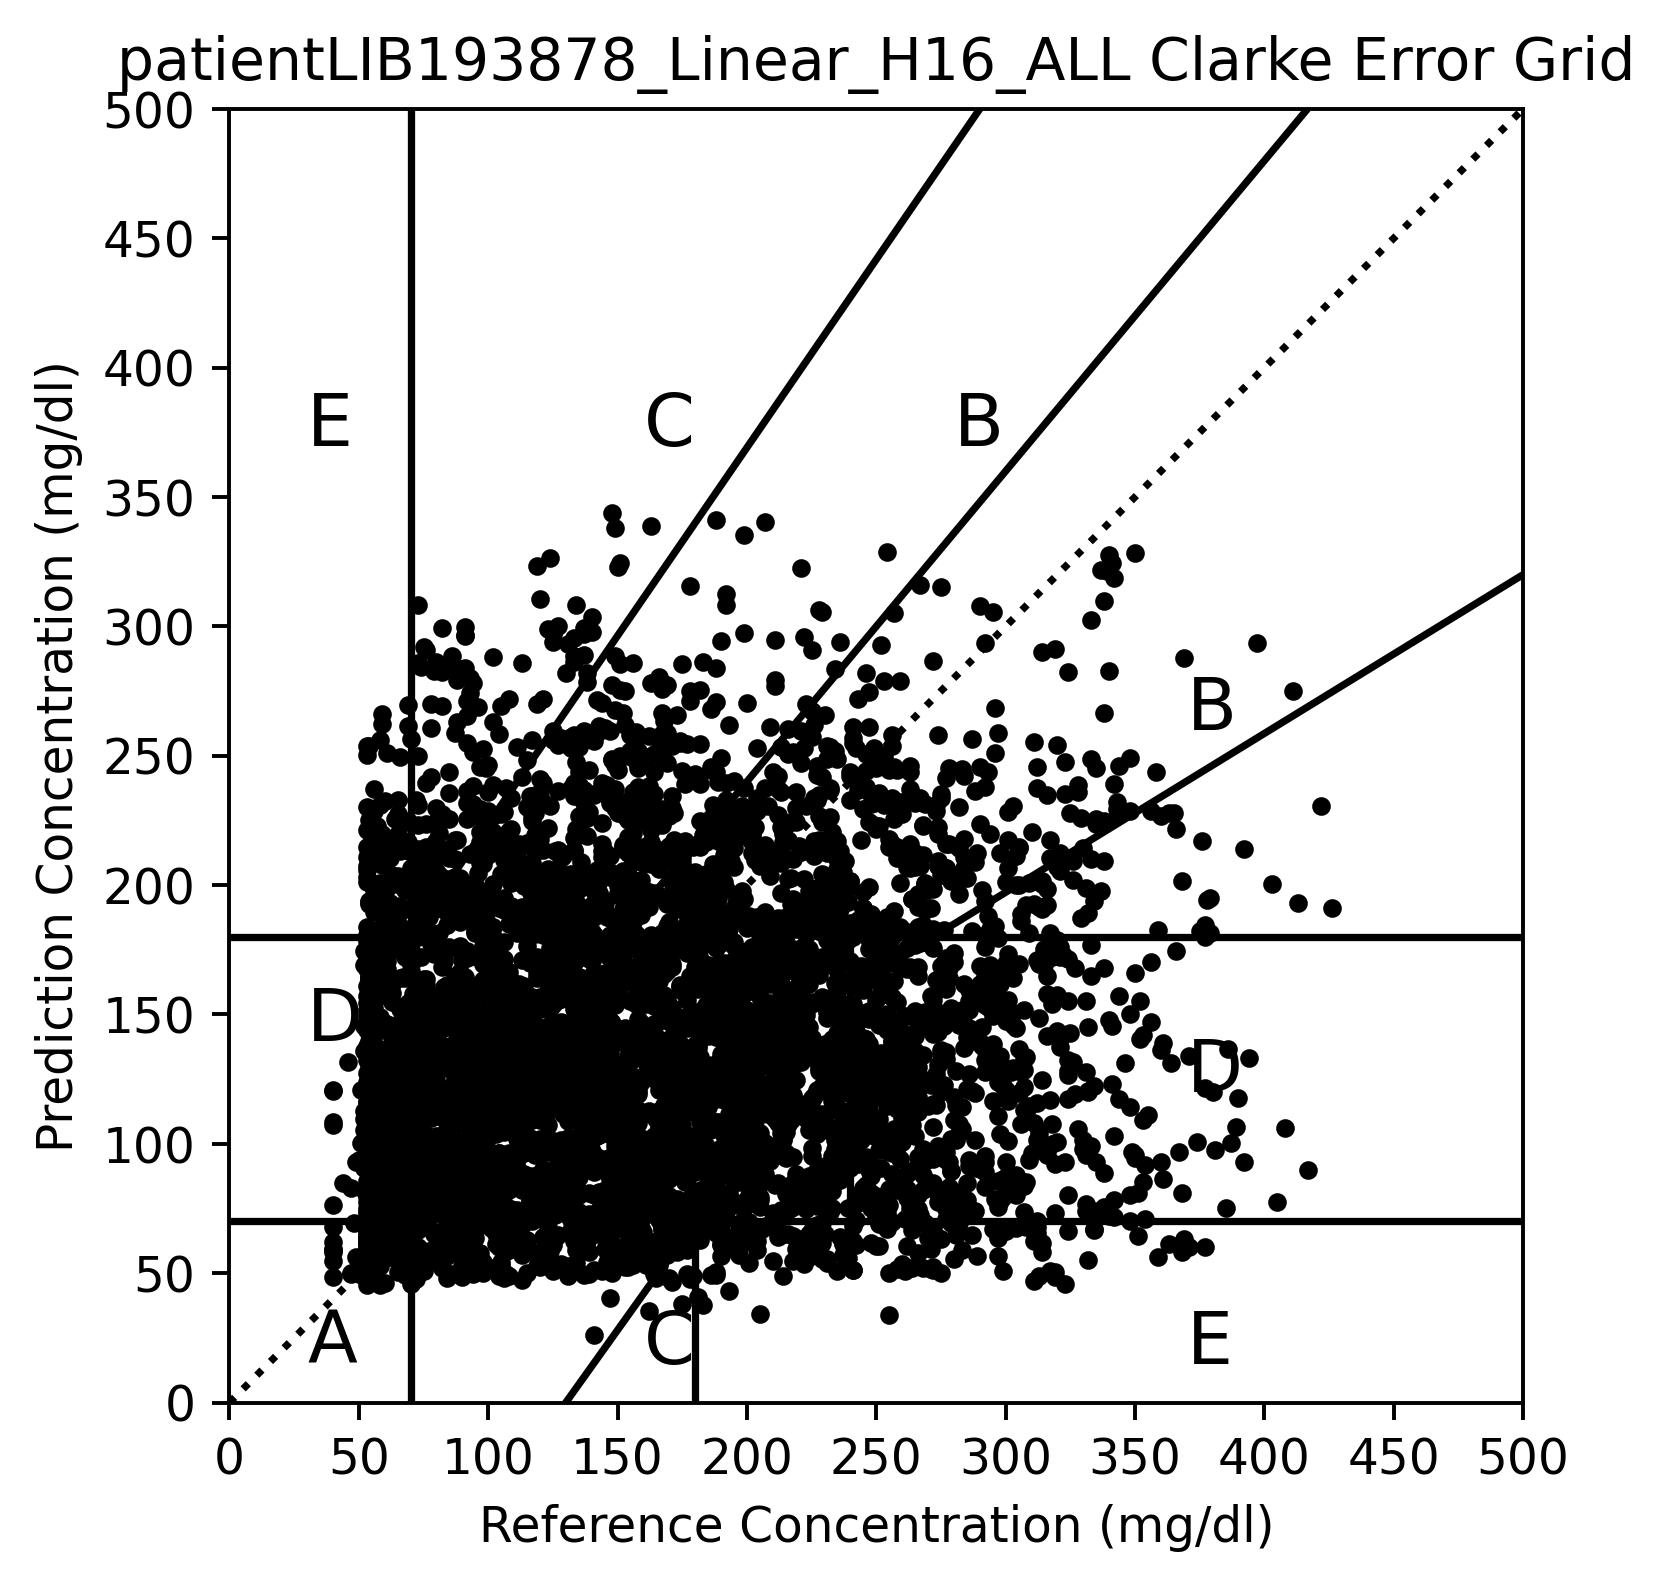 patientLIB193878_Linear_H16_ALL Clarke Error Grid
500
450
400
350
300
250
200
150
100
50
0
Prediction Concentration (mg/dl)
E
C
B
B
D
D
A
C
E
0 50 100 150 200 250 300 350 400 450 500
Reference Concentration (mg/dl)